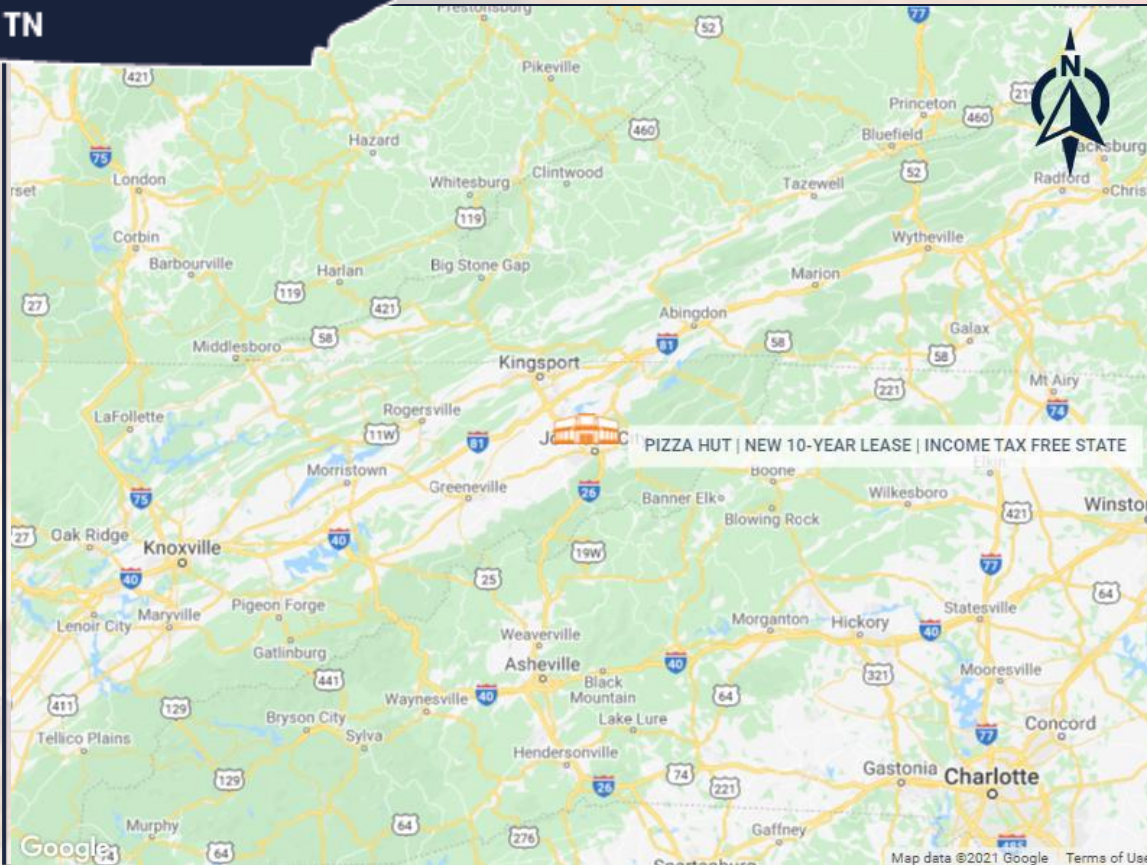 TN
Prestonsburg
77
52
421
Pikeville
N
Princeton
460
Bluefield
460
Hazard
75
London
Whitesburg
Clintwood
Tazewell
52
Radford
119
Corbin
Wytheville
Barbourville
Harlan
Big Stone Gap
Marion
119
421
27
Abingdon
58
81
58
Galax
Middlesboro
58
Kingsport
221
Mt Airy
74
LaFollette
Rogersville
11W
81
PIZZA HUT | NEW 10-YEAR LEASE | INCOME TAX FREE STATE
Morristown
Greeneville
Boone
Elkin
75
26
Banner Elk
Wilkesboro
Blowing Rock
421
27
Oak Ridge
Knoxville
40
19W
77
40
25
64
Pigeon Forge
Statesville
Lenoir City
Maryville
Morganton
Hickory
40
Weaverville
Gatlinburg
Asheville
40
441
Black
Mountain
321
Mooresville
Waynesville
40
64
411
129
Bryson City
Sylva
Lake Lure
77
Concord
Tellico Plains
Hendersonville
74
Gastonia
Charlotte
129
26
221
Murphy
64
276
Gaffney
Google
74
64
485
Map data ©2021 Google
Terms of U